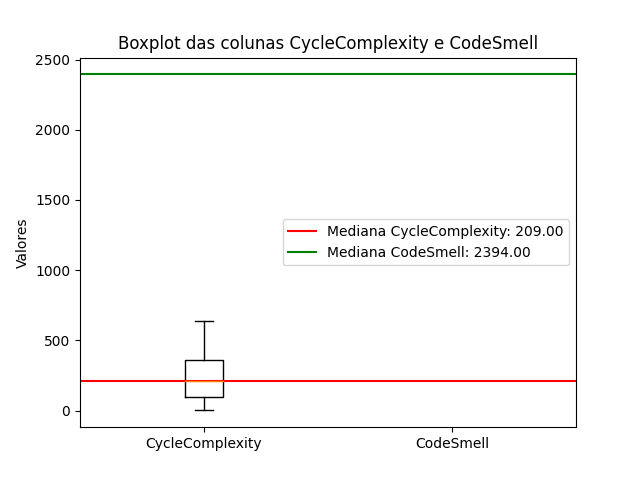 Boxplot das colunas CycleComplexity e CodeSmell
Valores
2500
2000
1500
1000
500
0
Mediana CycleComplexity: 209.00
Mediana CodeSmell: 2394.00
CycleComplexity
CodeSmell